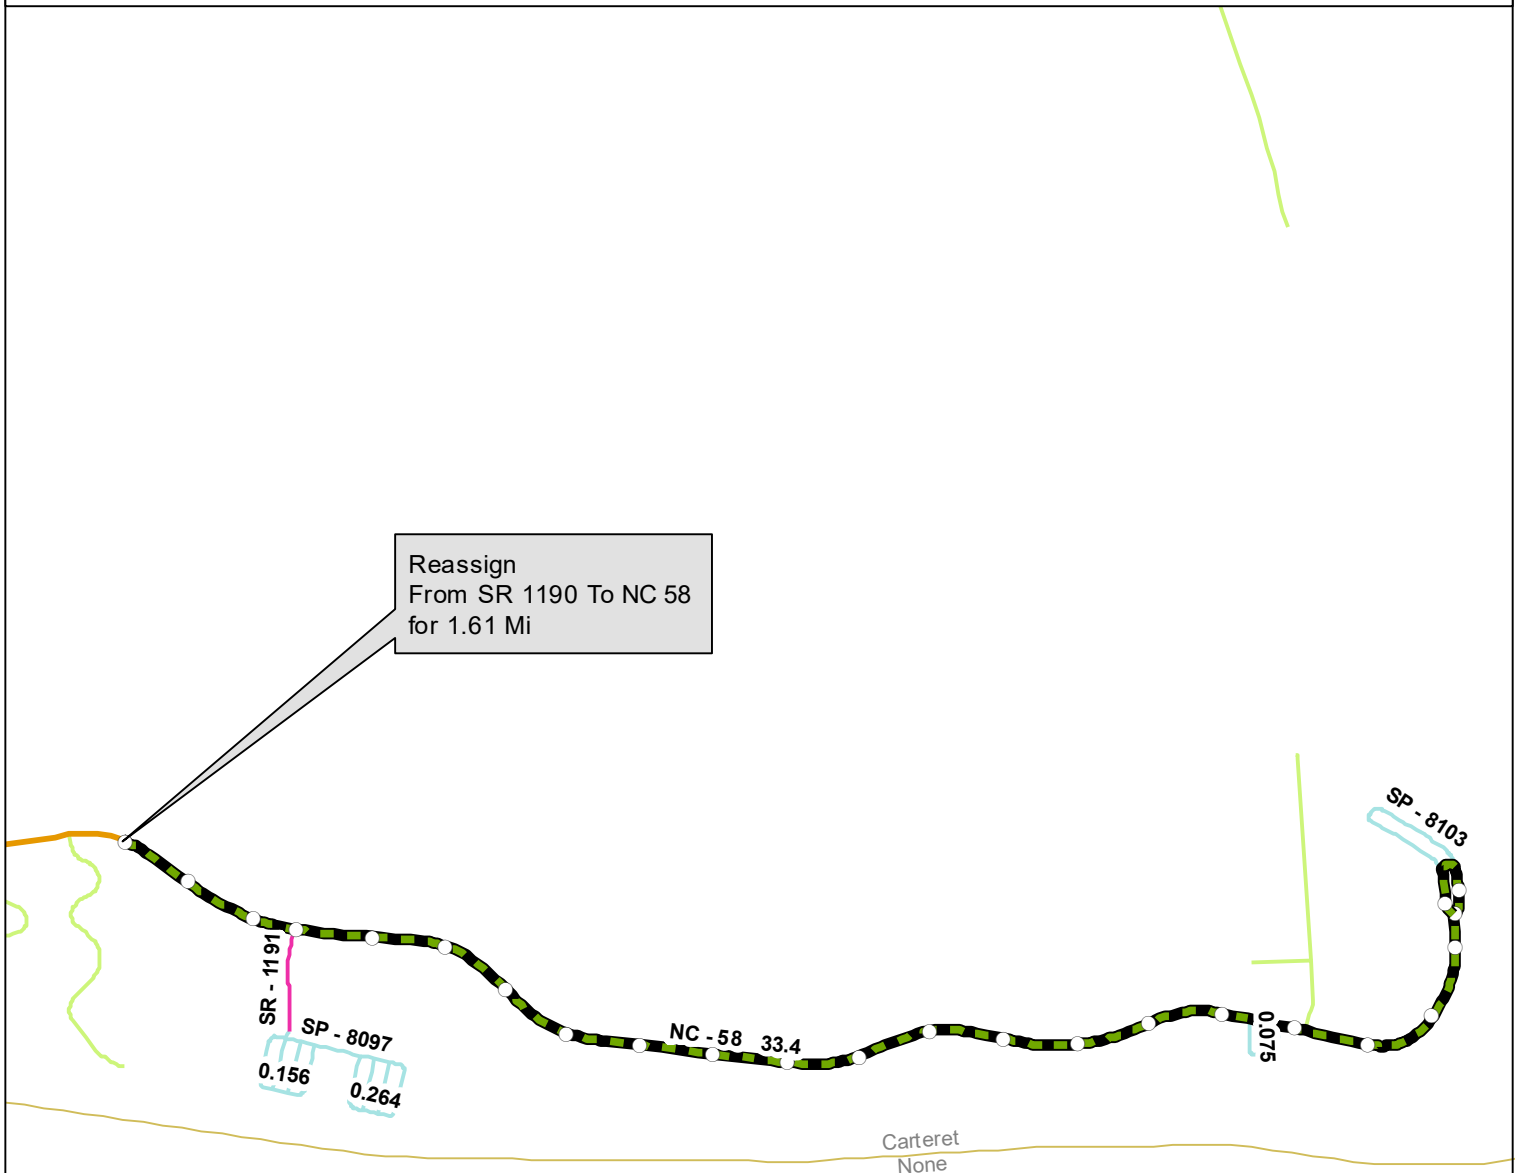 Reassign
From SR 1190 To NC 58
for 1.61 Mi
SP - 8103
SR - 1191
SP - 8097
0.156
0.264
NC - 58 33.4
0.075
Carteret
None